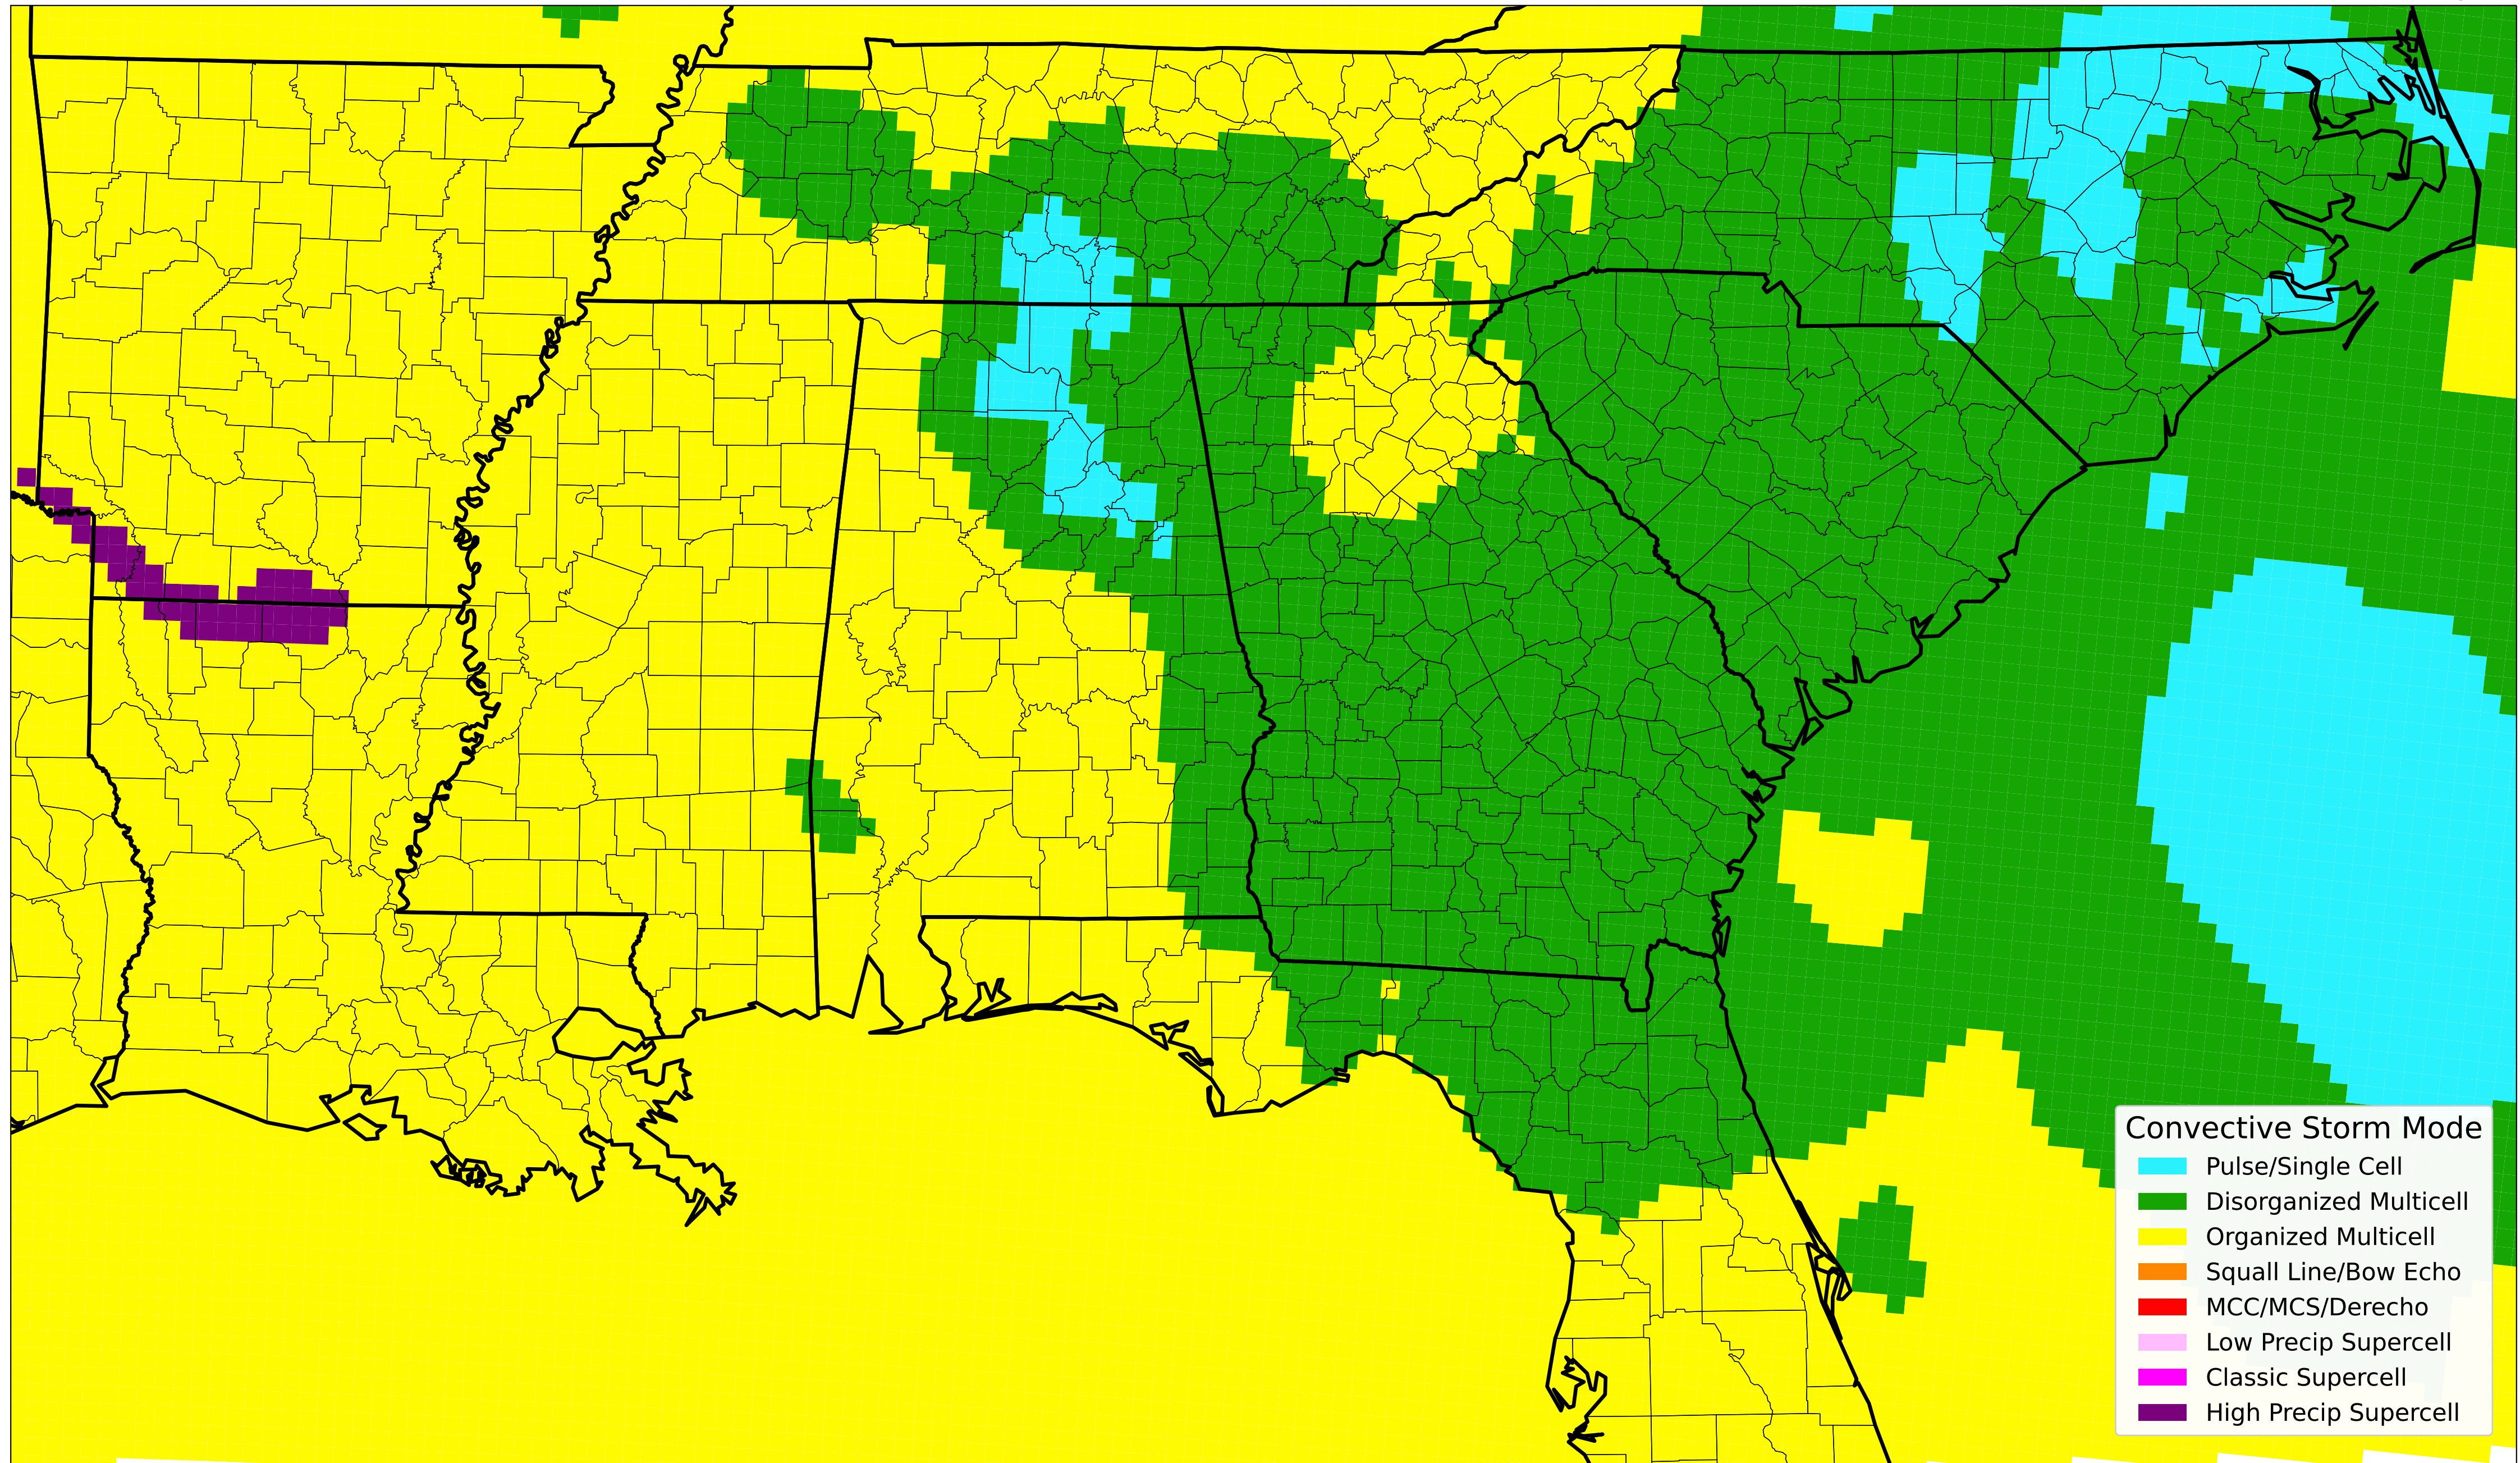 Convective Storm Mode
Pulse/Single Cell
Disorganized Multicell
Organized Multicell
Squall Line/Bow Echo
MCC/MCS/Derecho
Low Precip Supercell
Classic Supercell
High Precip Supercell